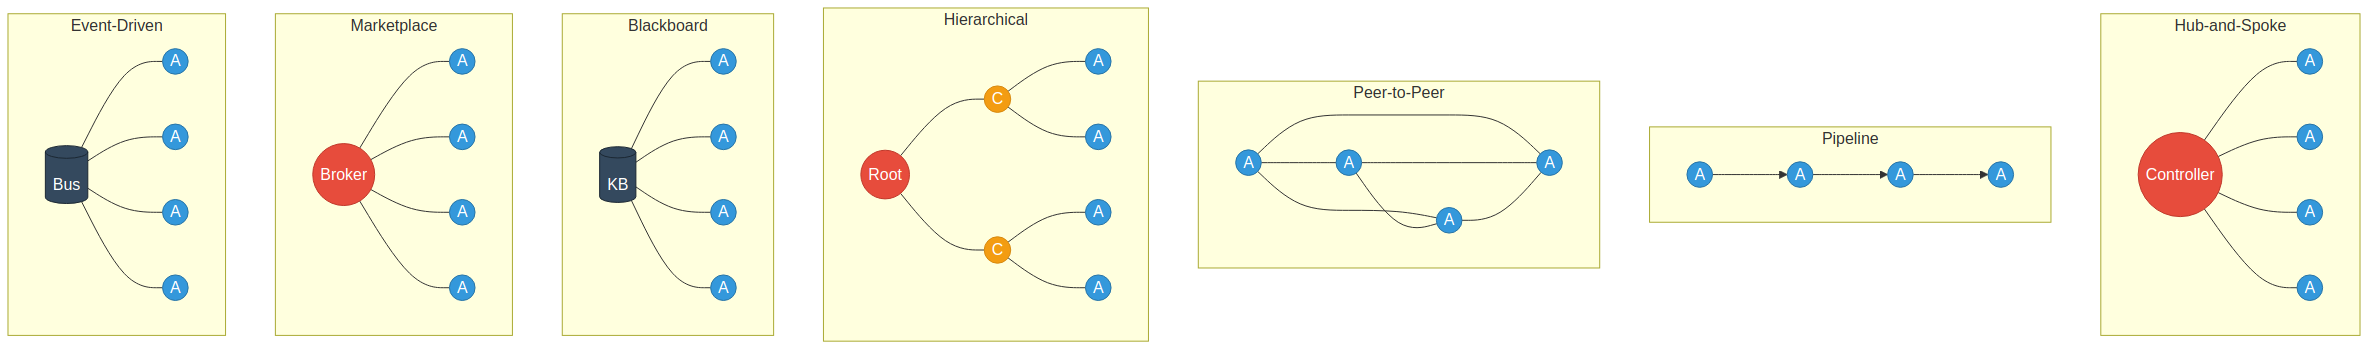 Event-Driven
A
A
Bus
A
A
Marketplace
A
A
Broker
A
A
Blackboard
A
A
KB
A
A
Hierarchical
A
C
A
Root
A
C
A
Peer-to-Peer
A
A
A
A
Pipeline
A
A
A
A
Hub-and-Spoke
A
A
Controller
A
A